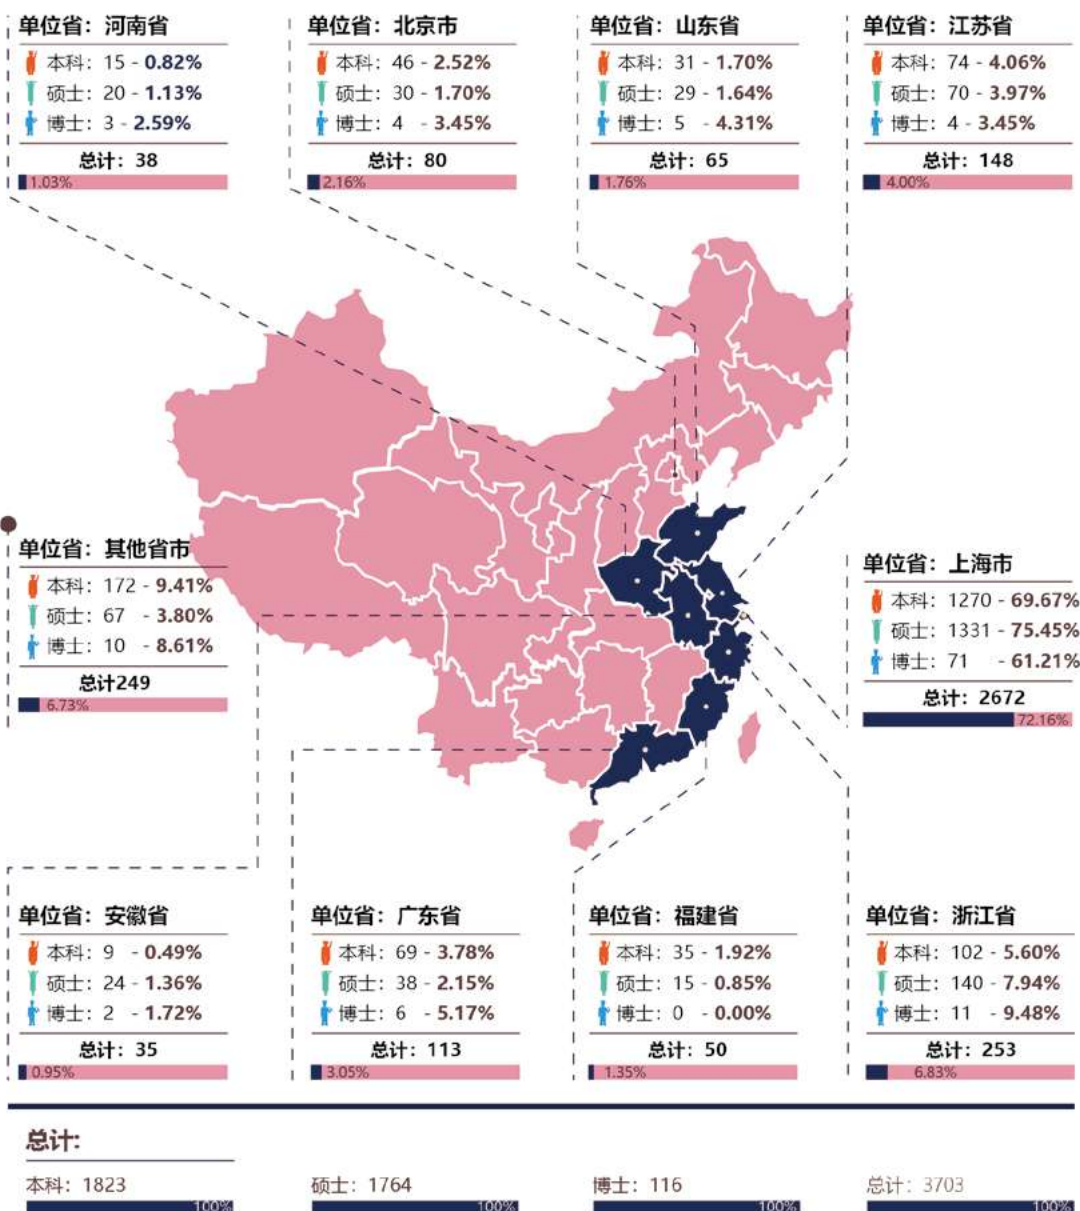 单位省：河南省
本科：15 - 0.82%
硕士：20 - 1.13%
博士：3 - 2.59%
总计：38
1.03%
单位省：北京市
本科：46 - 2.52%
硕士：30 - 1.70%
博士：4 - 3.45%
总计：80
2.16%
单位省：山东省
本科：31 - 1.70%
硕士：29 - 1.64%
博士：5 - 4.31%
总计：65
1.76%
单位省：江苏省
本科：74 - 4.06%
硕士：70 - 3.97%
博士：4 - 3.45%
总计：148
4.00%
单位省：其他省市
本科：172 - 9.41%
硕士：67 - 3.80%
博士：10 - 8.61%
总计249
6.73%
单位省：上海市
本科：1270 - 69.67%
硕士：1331 - 75.45%
博士：71 - 61.21%
总计：2672
72.16%
单位省：安徽省
本科：9 - 0.49%
硕士：24 - 1.36%
博士：2 - 1.72%
总计：35
0.95%
单位省：广东省
本科：69 - 3.78%
硕士：38 - 2.15%
博士：6 - 5.17%
总计：113
3.05%
单位省：福建省
本科：35 - 1.92%
硕士：15 - 0.85%
博士：0 - 0.00%
总计：50
1.35%
单位省：浙江省
本科：102 - 5.60%
硕士：140 - 7.94%
博士：11 - 9.48%
总计：253
6.83%
总计:
本科：1823
100%
硕士：1764
100%
博士：116
100%
总计：3703
100%